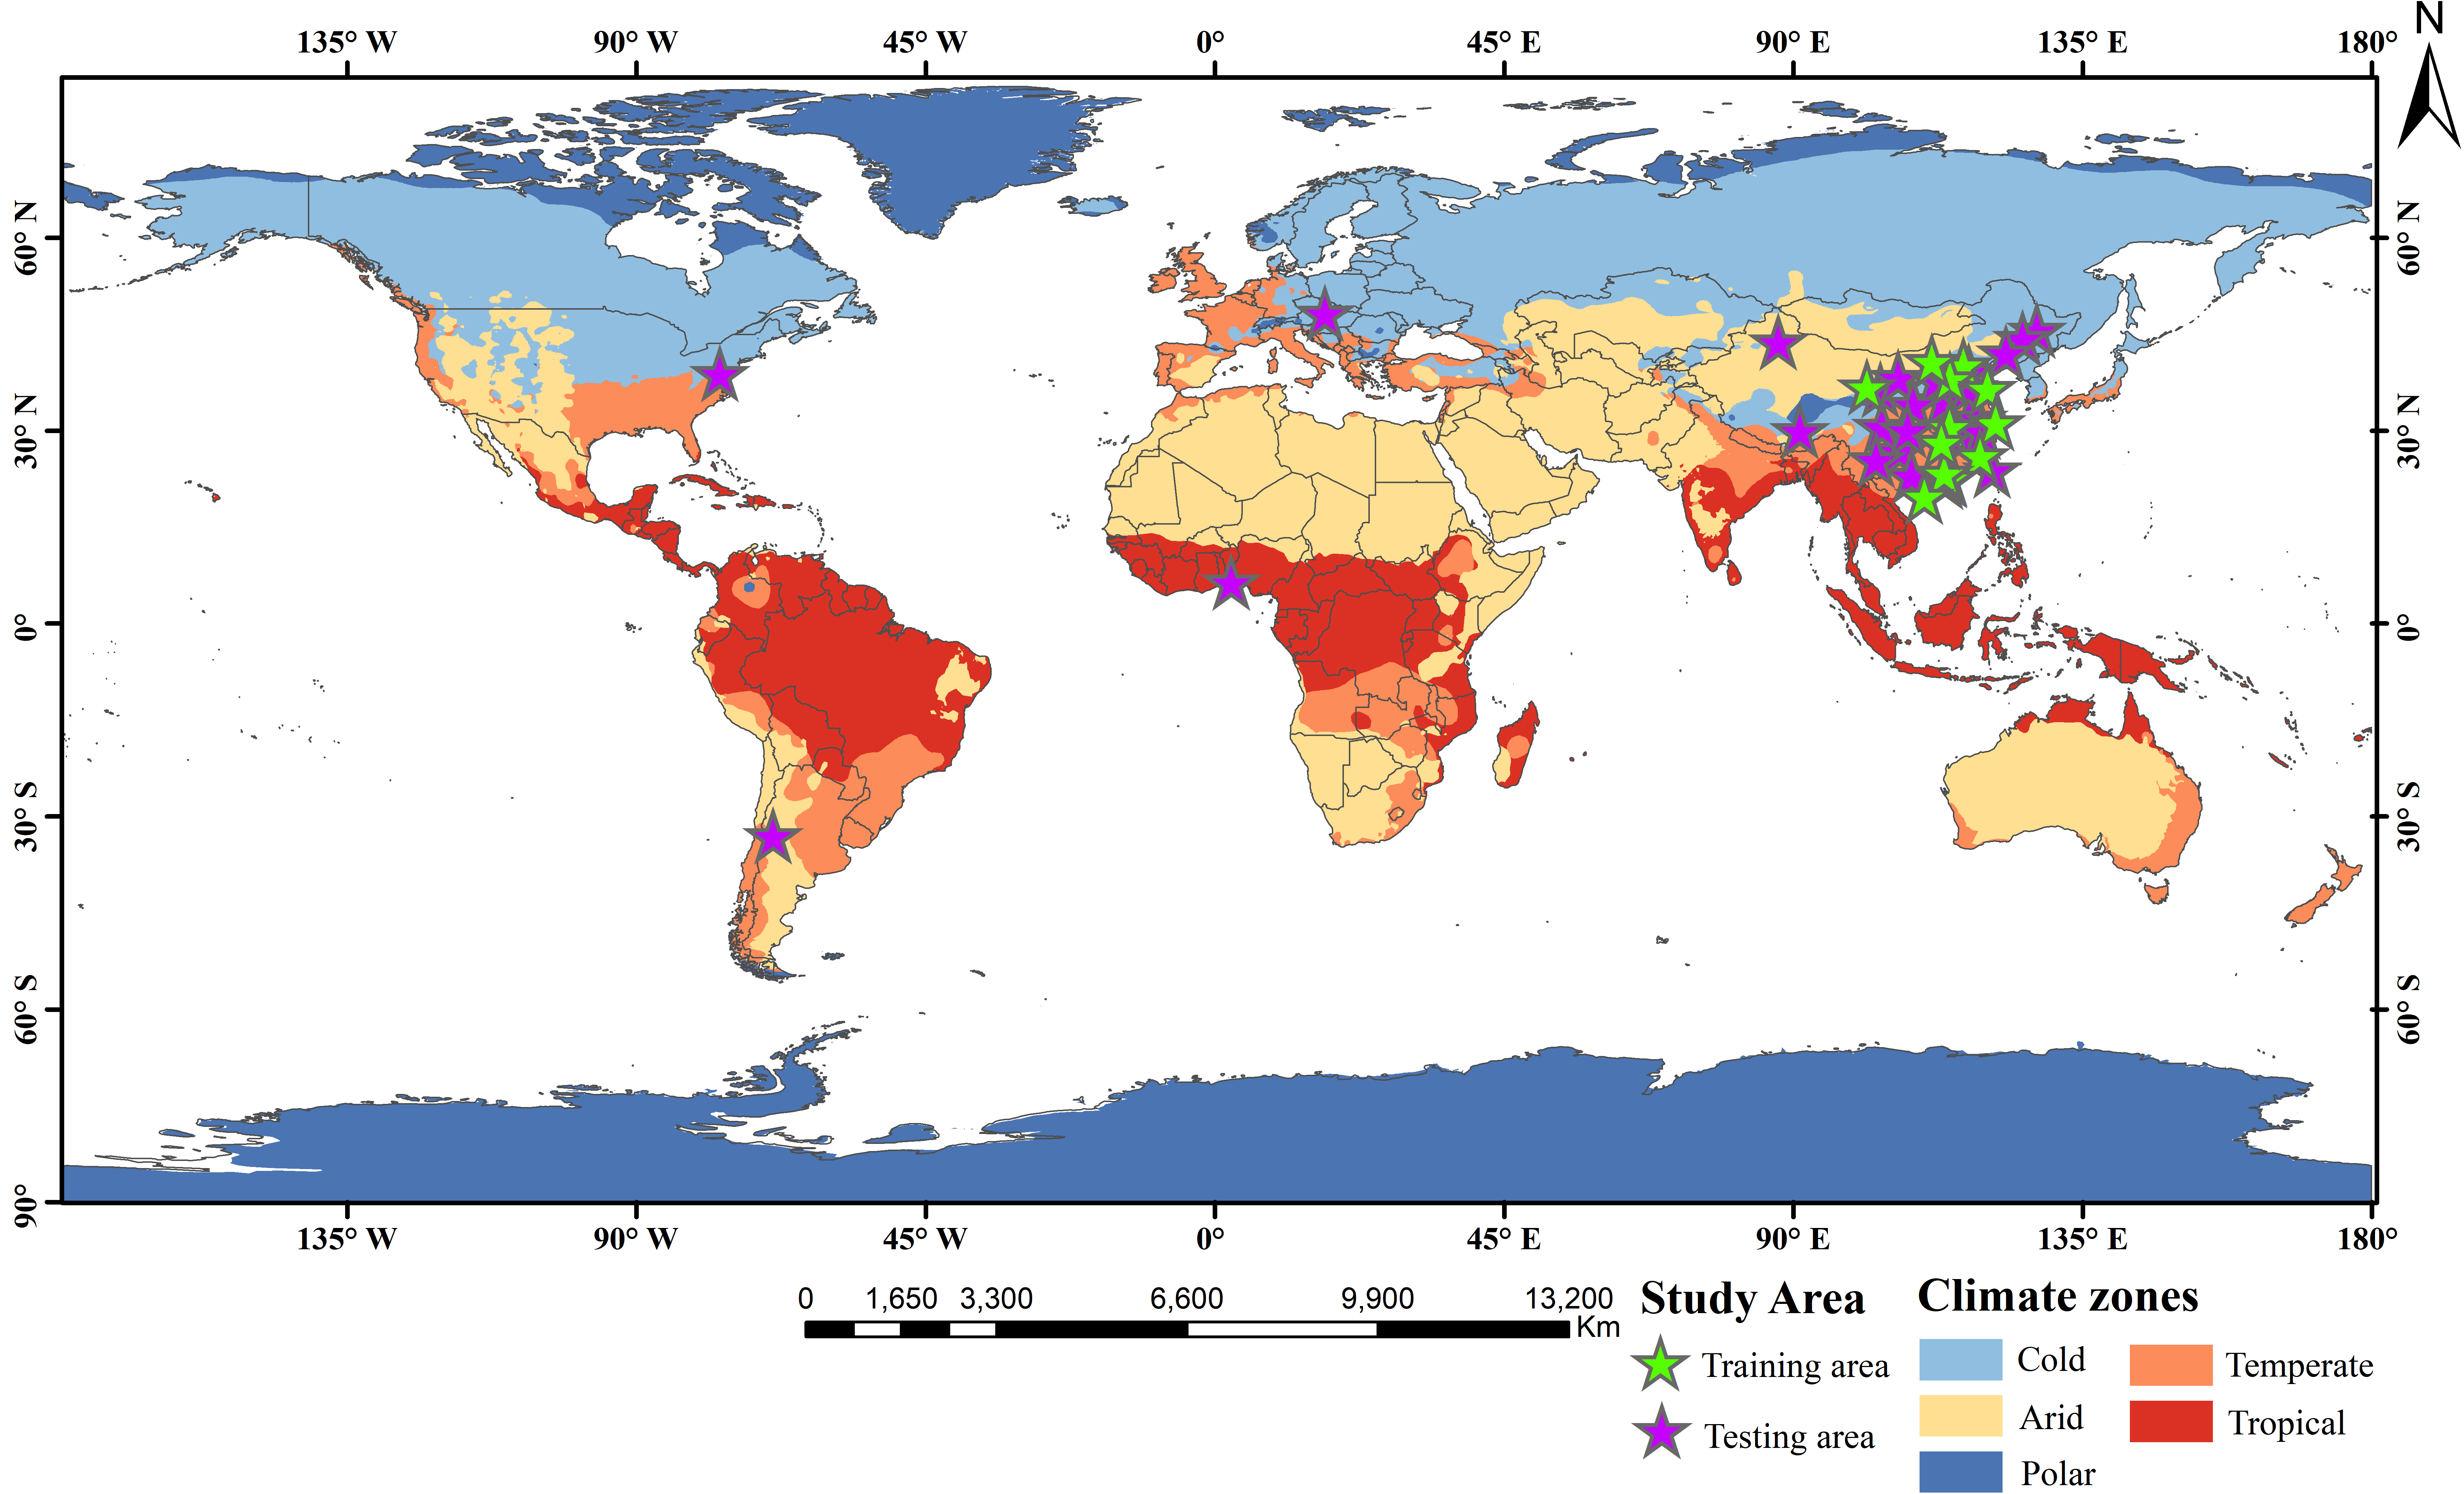 N
135° W 90° W 45° W 0° 45° E 90° E 135° E 180°
60° N 60° N
30° N 30° N
0° 0°
30° S 30° S
60° S 60° S
90°
135° W 90° W 45° W 0° 45° E 90° E 135° E 180°
0 1,650 3,300 6,600 9,900 13,200
Km
Study Area
Training area
Testing area
Climate zones
Cold
Arid
Polar
Temperate
Tropical